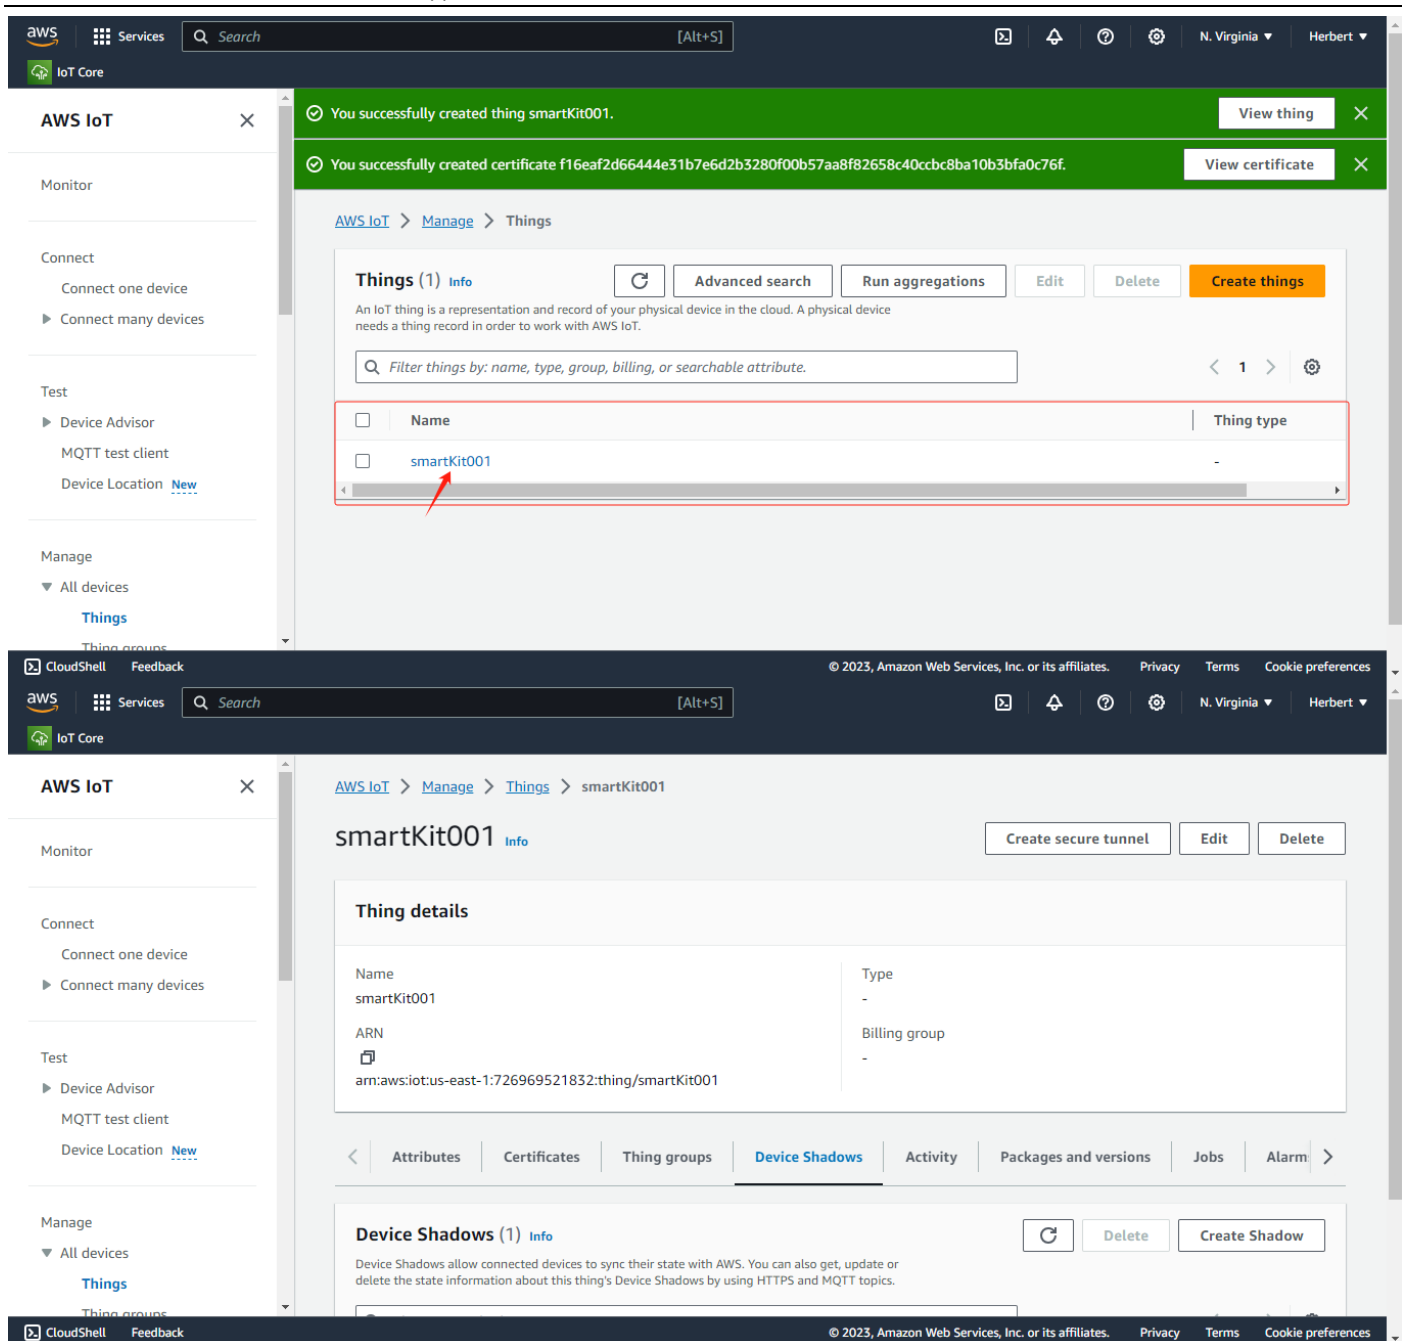 aws Services Search [Alt+S] N. Virginia ▼ Herbert ▼
IoT Core
AWS IoT
You successfully created thing smartKit001. View thing
You successfully created certificate f16eaf2d66444e31b7e6d2b3280f00b57aa8f82658c40ccbc8ba10b3bfa0c76f. View certificate
Monitor
Connect
Connect one device
Connect many devices
Test
Device Advisor
MQTT test client
Device Location New
Manage
All devices
Things
Thing groups
AWS IoT > Manage > Things
Things (1) Info Advanced search Run aggregations Edit Delete Create things
An IoT thing is a representation and record of your physical device in the cloud. A physical device
needs a thing record in order to work with AWS IoT.
Filter things by: name, type, group, billing, or searchable attribute. < 1 >
Name Thing type
smartKit001 -
CloudShell Feedback © 2023, Amazon Web Services, Inc. or its affiliates. Privacy Terms Cookie preferences
aws Services Search [Alt+S] N. Virginia ▼ Herbert ▼
IoT Core
AWS IoT
Monitor
Connect
Connect one device
Connect many devices
Test
Device Advisor
MQTT test client
Device Location New
Manage
All devices
Things
Thing groups
AWS IoT > Manage > Things > smartKit001
smartKit001 Info Create secure tunnel Edit Delete
Thing details
Name
smartKit001
ARN
arn:aws:iot:us-east-1:726969521832:thing/smartKit001
Type
-
Billing group
-
Attributes Certificates Thing groups Device Shadows Activity Packages and versions Jobs Alarm
Device Shadows (1) Info Delete Create Shadow
Device Shadows allow connected devices to sync their state with AWS. You can also get, update or
delete the state information about this thing's Device Shadows by using HTTPS and MQTT topics.
CloudShell Feedback © 2023, Amazon Web Services, Inc. or its affiliates. Privacy Terms Cookie preferences